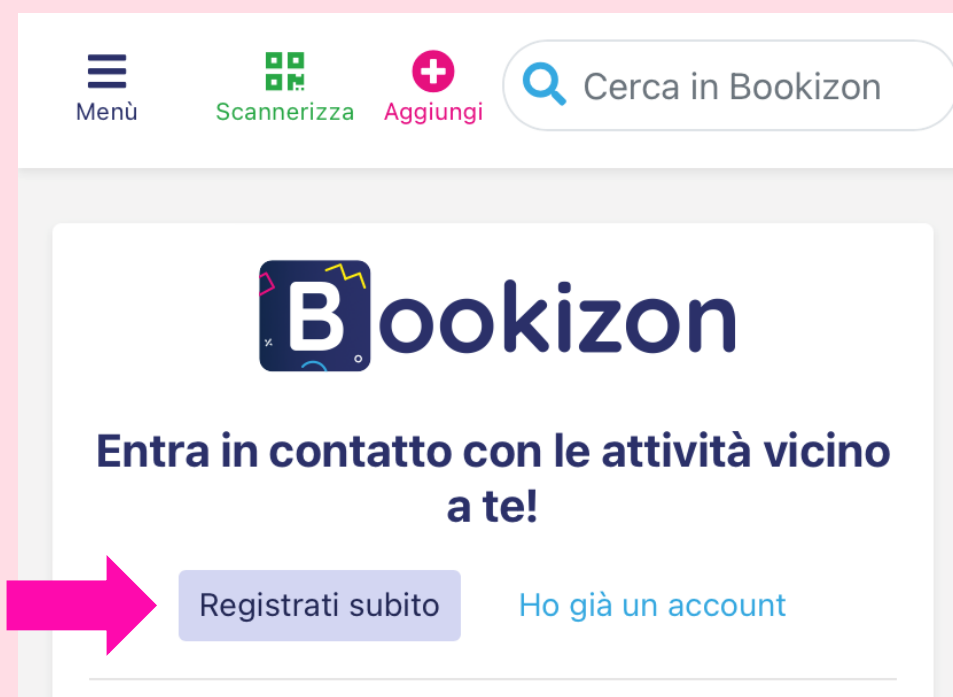 Menù
Scannerizza
Aggiungi
Cerca in Bookizon
Bookizon
Entra in contatto con le attività vicino
a te!
Registrati subito
Ho già un account